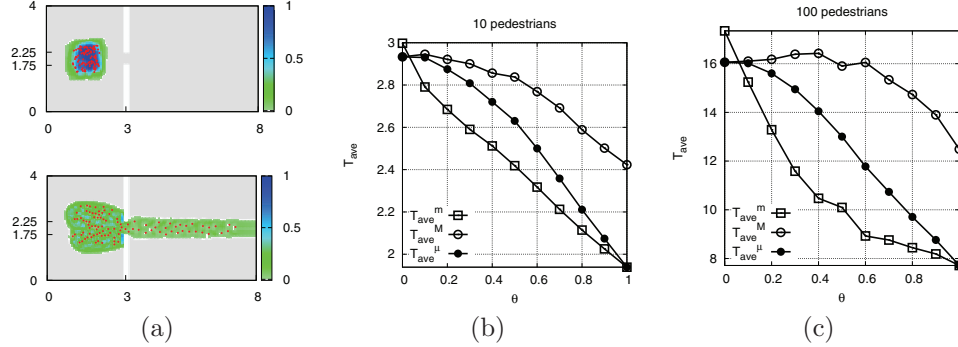 4
2.25
1.75
0
0
3
8
1
0.5
0
4
2.25
1.75
0
0
3
8
1
0.5
0
(a)
10 pedestrians
T_ave
3
2.8
2.6
2.4
2.2
2
T_ave^m
T_ave^M
T_ave^μ
0
0.2
0.4
0.6
0.8
1
θ
(b)
100 pedestrians
T_ave
16
14
12
10
8
T_ave^m
T_ave^M
T_ave^μ
0
0.2
0.4
0.6
0.8
1
θ
(c)